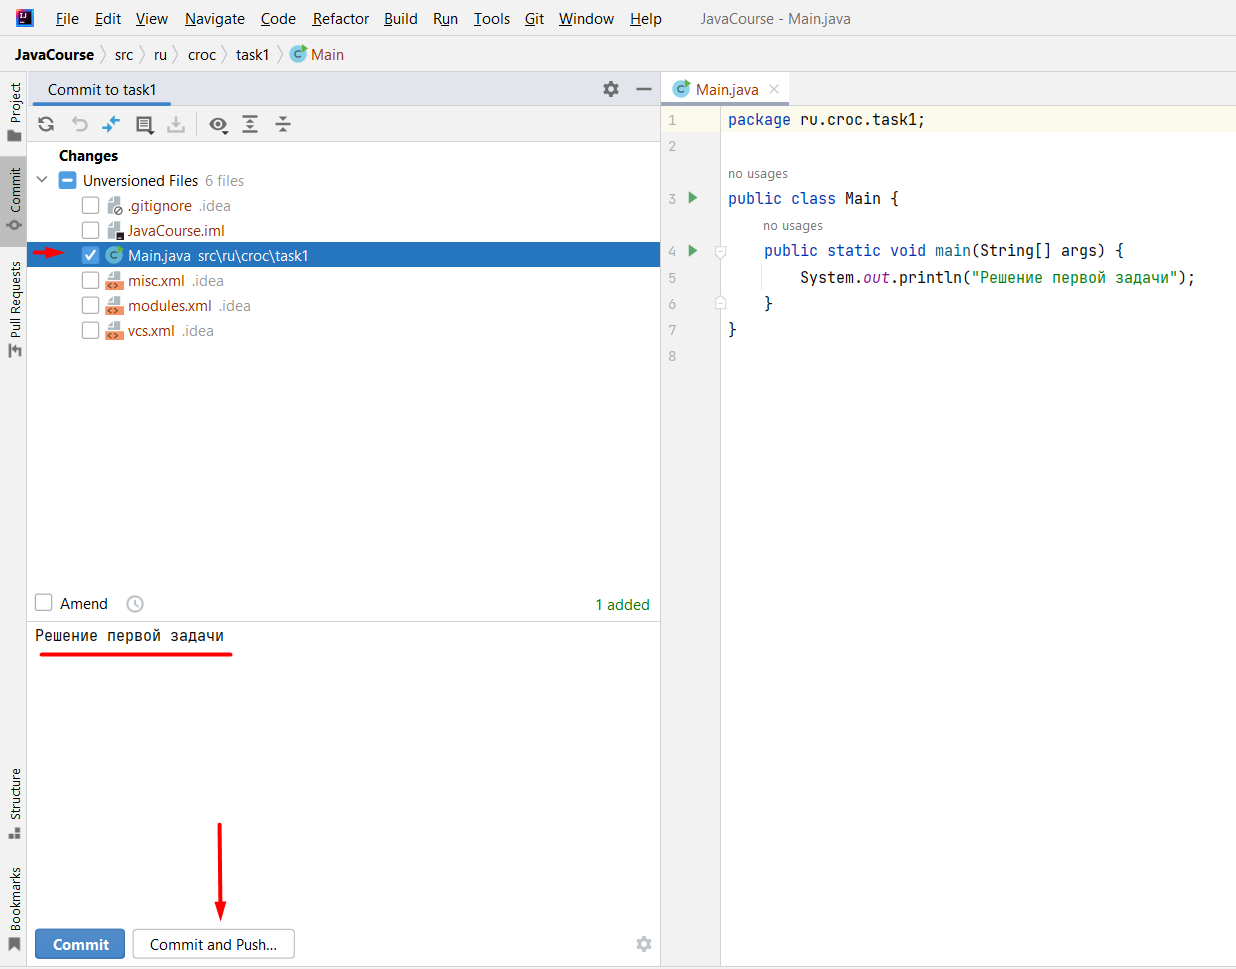 File Edit View Navigate Code Refactor Build Run Tools Git Window Help JavaCourse - Main.java
JavaCourse src ru croc task1 Main
Project
Commit
Pull Requests
Structure
Bookmarks
Commit to task1
Changes
Unversioned Files 6 files
.gitignore .idea
JavaCourse.iml
Main.java src\ru\croc\task1
misc.xml .idea
modules.xml .idea
vcs.xml .idea
Amend
1 added
Решение первой задачи
Commit Commit and Push...
Main.java
1 package ru.croc.task1;
2
no usages
3 public class Main {
no usages
4 public static void main(String[] args) {
5 System.out.println("Решение первой задачи");
6 }
7 }
8